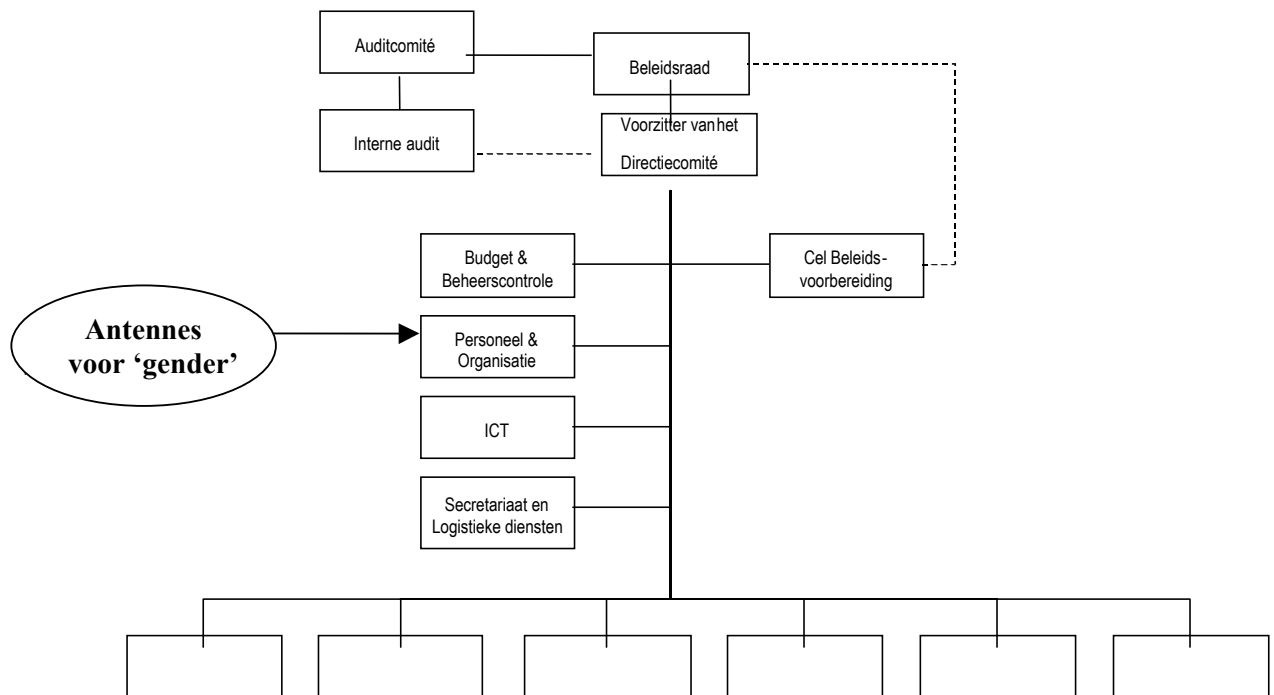 Auditcomité
Beleidsraad
Interne audit
Voorzitter vanhet
Directiecomité
Budget &
Beheerscontrole
Cel Beleids-
voorbereiding
Antennes
voor ‘gender’
Personeel &
Organisatie
ICT
Secretariaat en
Logistieke diensten